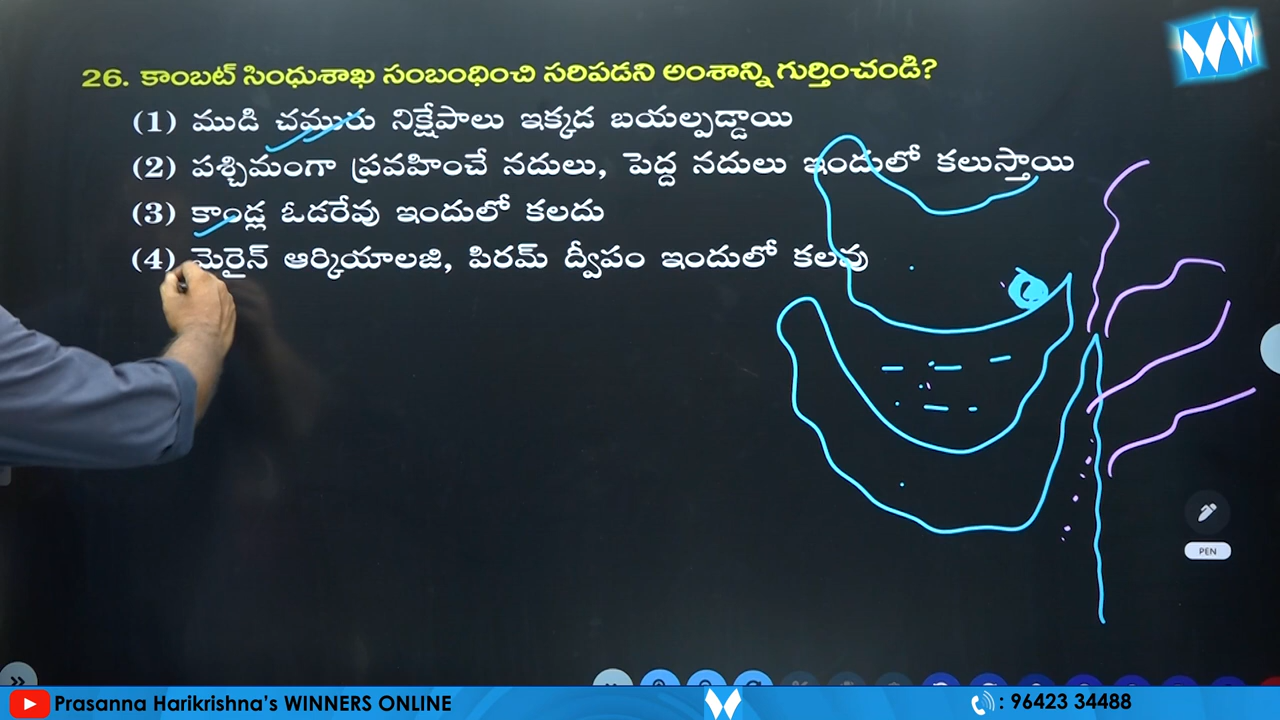 26. కాంబట్ సింధుశాఖ సంబంధించి సరిపడని అంశాన్ని గుర్తించండి?
(1) ముడి చమురు నిక్షేపాలు ఇక్కడ బయల్పడ్డాయి
(2) పశ్చిమంగా ప్రవహించే నదులు, పెద్ద నదులు ఇందులో కలుస్తాయి
(3) కాండ్ల ఓడరేవు ఇందులో కలదు
(4) మెరైన్ ఆర్కియాలజి, పిరమ్ ద్వీపం ఇందులో కలవు
PEN
Prasanna Harikrishna's WINNERS ONLINE
: 96423 34488